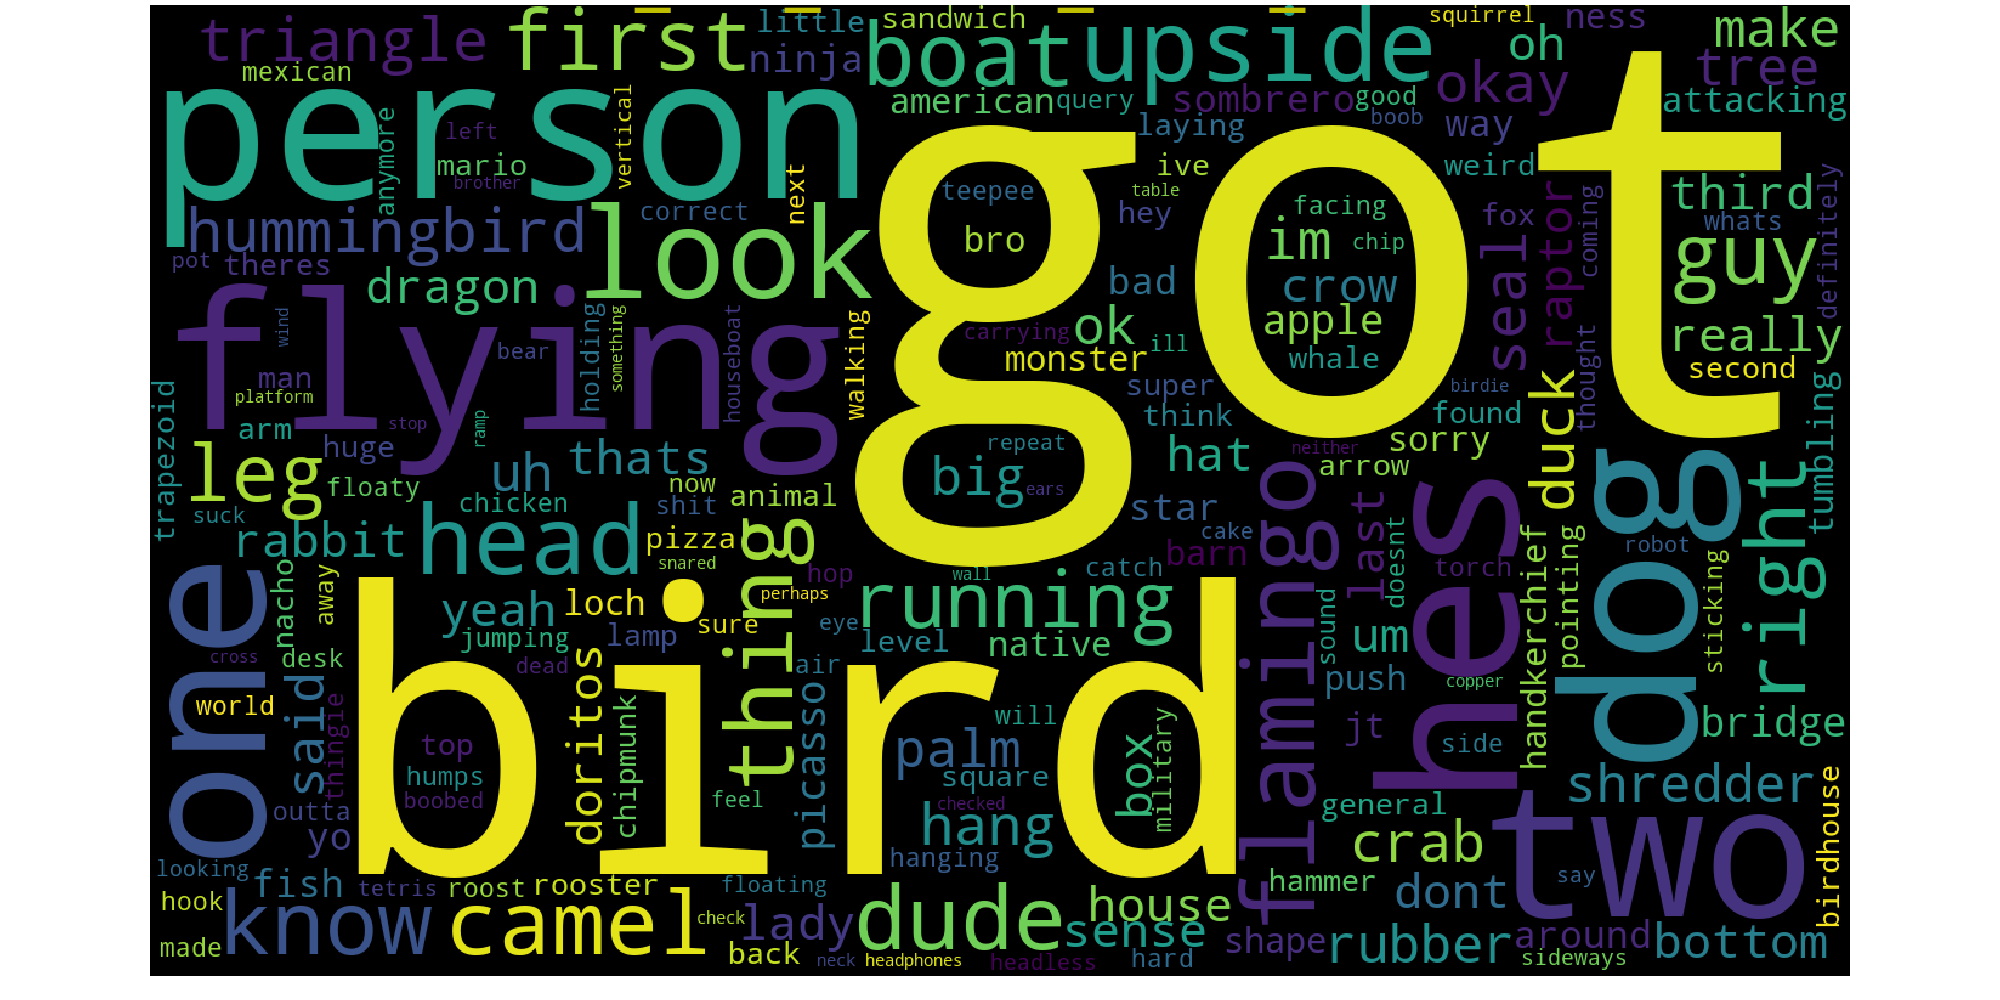 triangle
first
little
sandwich
squirrel
ness
mexican
ninja
boat
upside
oh
make
person
vertical
american
query
sombrero
good
okay
tree
left
boob
attacking
anymore
mario
laying
way
brother
next
ive
weird
third
hummingbird
look
correct
teepee
table
hey
facing
fox
whats
pot
theres
bro
im
chip
seal
raptor
coming
guy
definitely
dragon
got
bad
crow
flying
wind
holding
something
houseboat
walking
carrying
ok
ill
apple
really
bear
monster
whale
thought
second
man
platform
super
birdie
trapezoid
stop
ramp
think
found
duck
tumbling
arm
huge
repeat
hat
neither
sorry
leg
uh
thats
big
ears
arrow
floaty
now
animal
chicken
shit
star
flamingo
last
hes
dog
right
suck
rabbit
head
pizza
thing
cake
doesnt
handkerchief
robot
nacho
away
snared
hop
wall
catch
barn
torch
pointing
sticking
one
yeah
loch
perhaps
running
sound
um
jumping
lamp
sure
eye
level
native
cross
desk
dead
air
push
copper
world
said
bird
doritos
picasso
will
military
jt
bridge
thingie
top
chipmunk
palm
box
side
humps
square
boobed
feel
checked
shredder
outta
general
birdhouse
yo
hang
crab
two
looking
hanging
fish
tetris
roost
rooster
floating
hammer
dont
say
hook
know
camel
check
lady
dude
house
sense
made
back
neck
headphones
headless
hard
shape
rubber
around
sideways
bottom